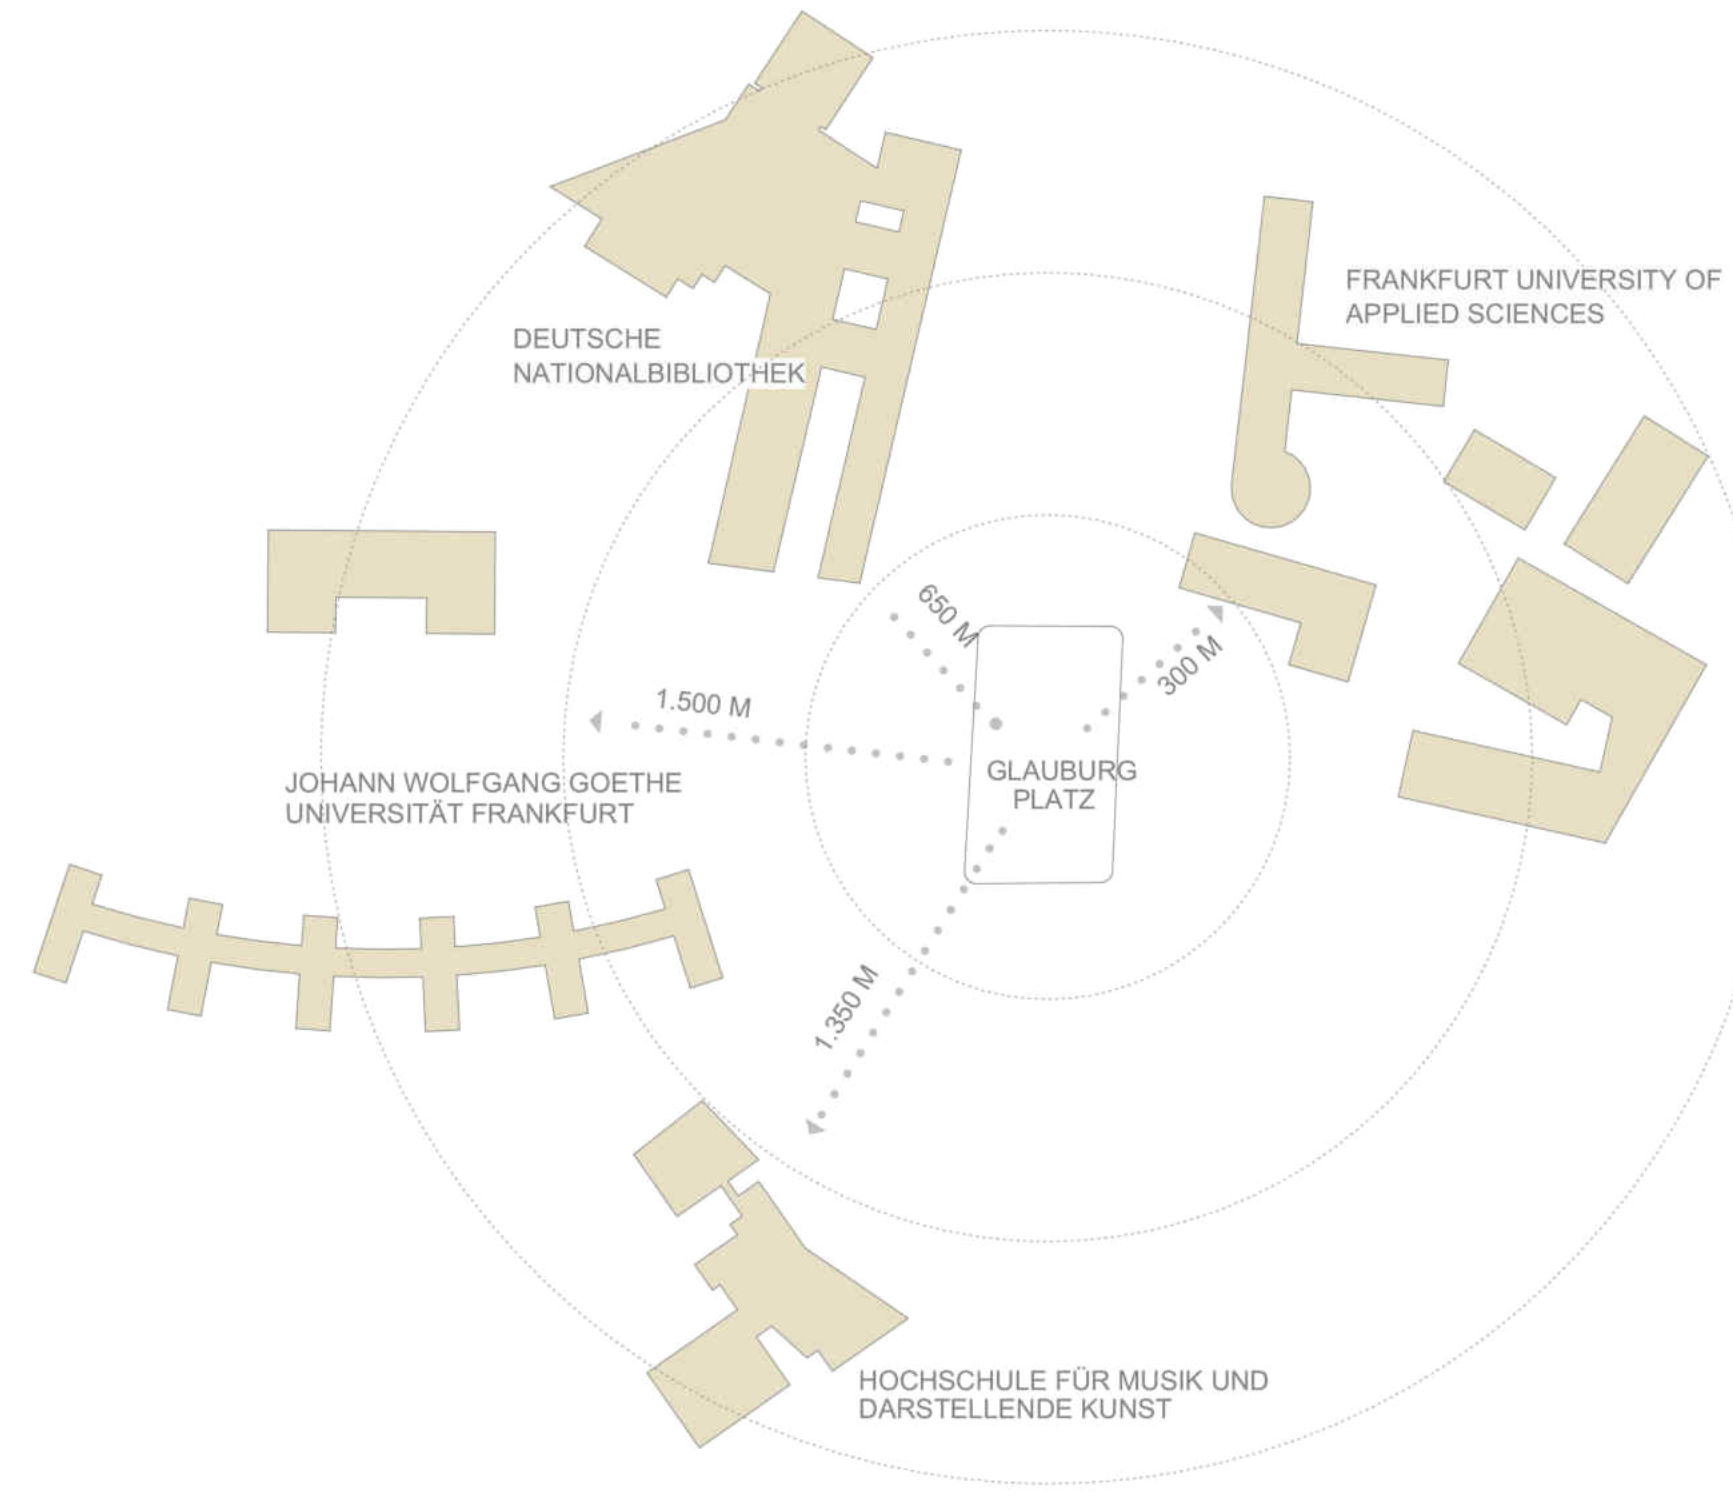 FRANKFURT UNIVERSITY OF
APPLIED SCIENCES
DEUTSCHE
NATIONALBIBLIOTHEK
650 M
300 M
1.500 M
GLAUBURG
PLATZ
JOHANN WOLFGANG GOETHE
UNIVERSITÄT FRANKFURT
1.350 M
HOCHSCHULE FÜR MUSIK UND
DARSTELLENDE KUNST